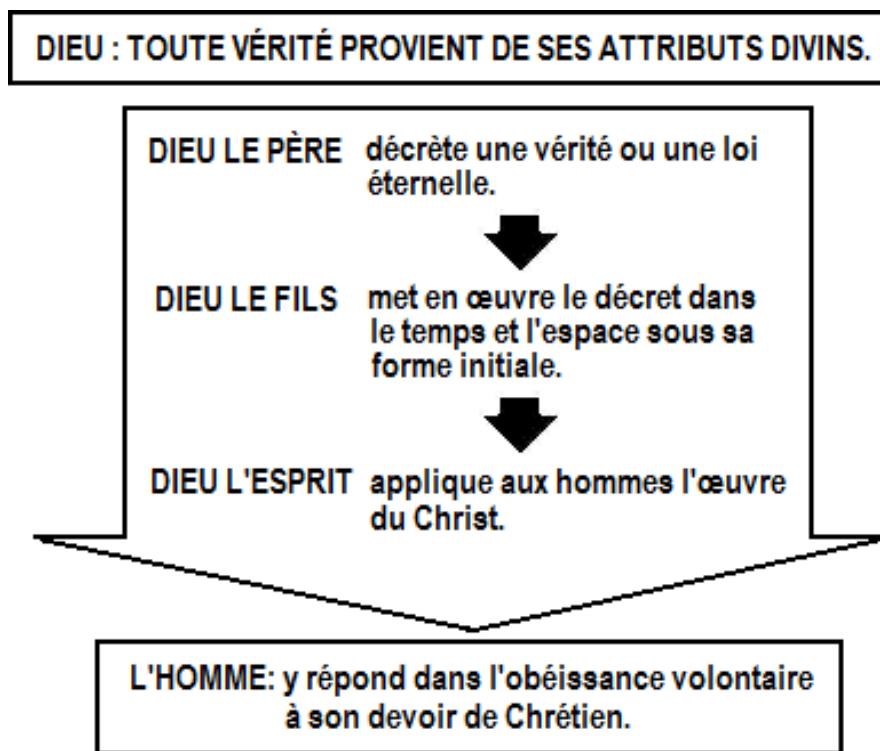 DIEU : TOUTE VÉRITÉ PROVIENT DE SES ATTRIBUTS DIVINS.
DIEU LE PÈRE décrète une vérité ou une loi
éternelle.
DIEU LE FILS met en œuvre le décret dans
le temps et l'espace sous sa
forme initiale.
DIEU L'ESPRIT applique aux hommes l'œuvre
du Christ.
L'HOMME: y répond dans l'obéissance volontaire
à son devoir de Chrétien.